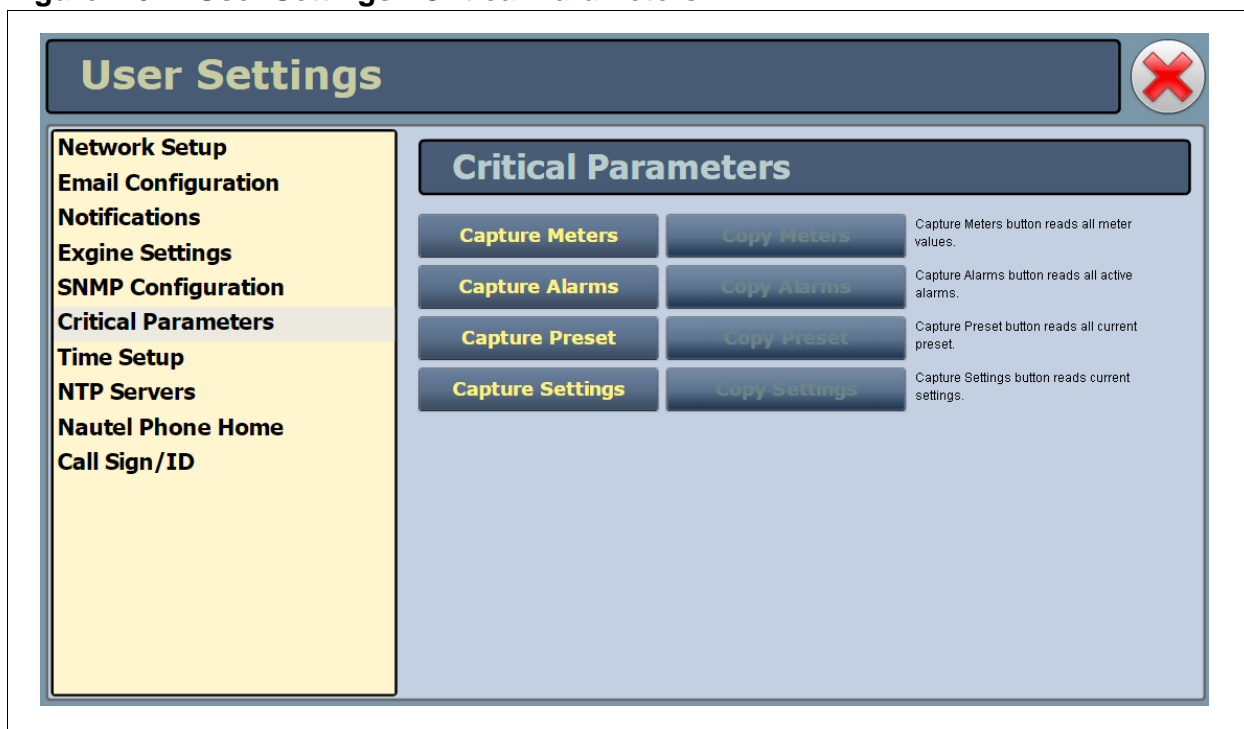 User Settings
Network Setup
Email Configuration
Notifications
Exgine Settings
SNMP Configuration
Critical Parameters
Time Setup
NTP Servers
Nautel Phone Home
Call Sign/ID
Critical Parameters
Capture Meters Copy Meters
Capture Meters button reads all meter
values.
Capture Alarms Copy Alarms
Capture Alarms button reads all active
alarms.
Capture Preset Copy Preset
Capture Preset button reads all current
preset.
Capture Settings Copy Settings
Capture Settings button reads current
settings.